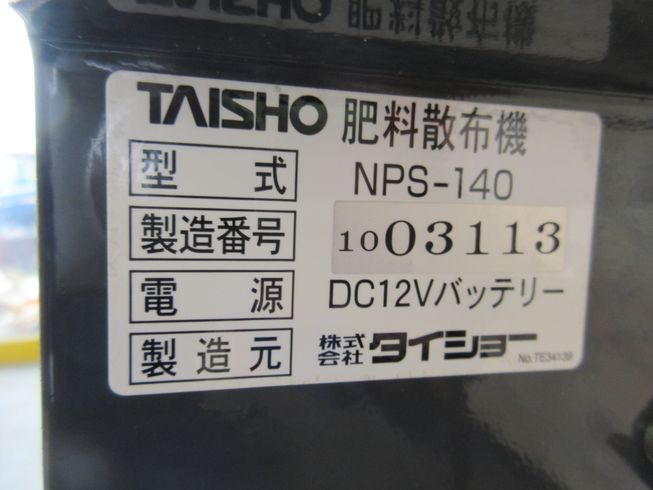 TAISHO 肥料散布機
型式 NPS-140
製造番号 1003113
電源 DC12Vバッテリー
製造元 株式会社 タイショー
No.TE34139